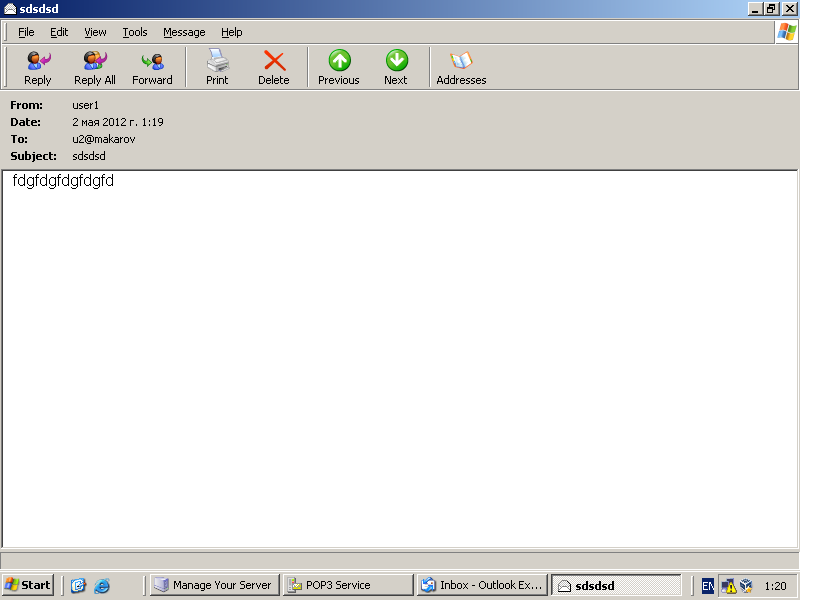 sdsdsd
File Edit View Tools Message Help
Reply Reply All Forward Print Delete Previous Next Addresses
From: user1
Date: 2 мая 2012 г. 1:19
To: u2@makarov
Subject: sdsdsd
fdgfdgfdgfdgfd
Start Manage Your Server POP3 Service Inbox - Outlook Ex... sdsdsd EN 1:20